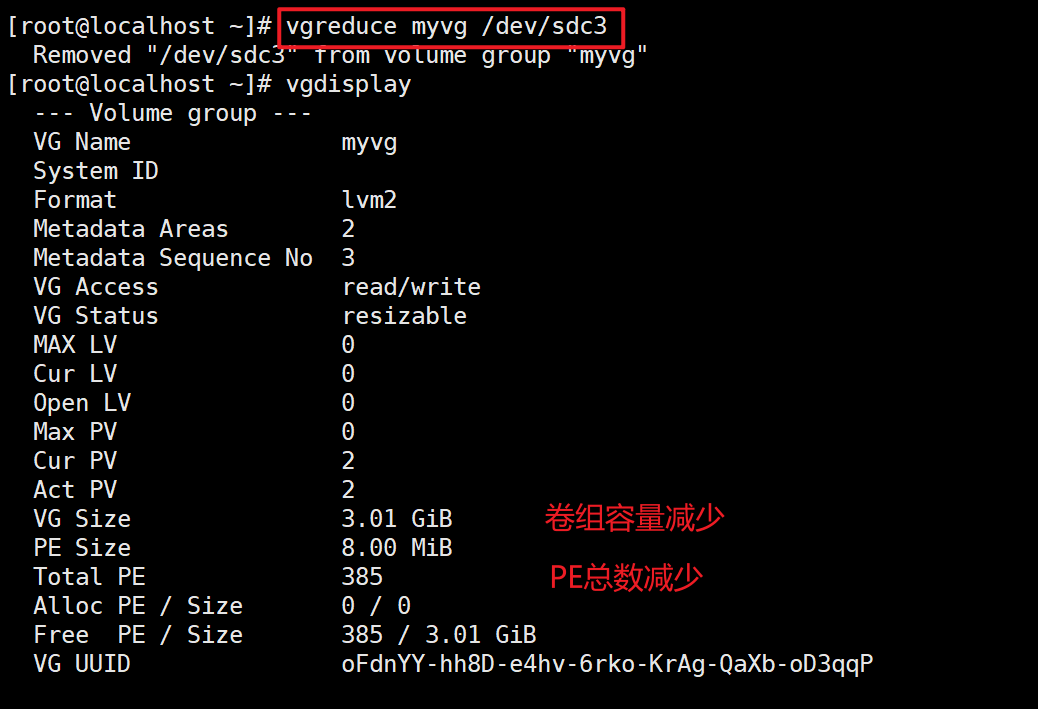 [root@localhost ~]# vgreduce myvg /dev/sdc3
Removed "/dev/sdc3" from volume group "myvg"
[root@localhost ~]# vgdisplay
--- Volume group ---
VG Name myvg
System ID
Format lvm2
Metadata Areas 2
Metadata Sequence No 3
VG Access read/write
VG Status resizable
MAX LV 0
Cur LV 0
Open LV 0
Max PV 0
Cur PV 2
Act PV 2
VG Size 3.01 GiB 卷组容量减少
PE Size 8.00 MiB
Total PE 385 PE总数减少
Alloc PE / Size 0 / 0
Free  PE / Size 385 / 3.01 GiB
VG UUID oFdnYY-hh8D-e4hv-6rko-KrAg-QaXb-oD3qqP